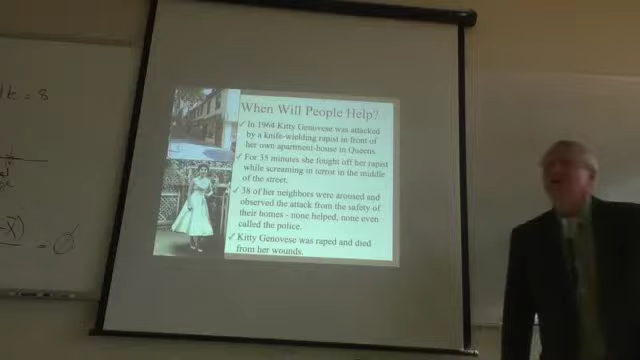 k = 8
When Will People Help?
✓ In 1964 Kitty Genovese was attacked
by a knife-wielding rapist in front of
her own apartment-house in Queens.
✓ For 35 minutes she fought off her rapist
while screaming in terror in the middle
of the street.
✓ 38 of her neighbors were aroused and
observed the attack from the safety of
their homes - none helped, none even
called the police.
✓ Kitty Genovese was raped and died
from her wounds.